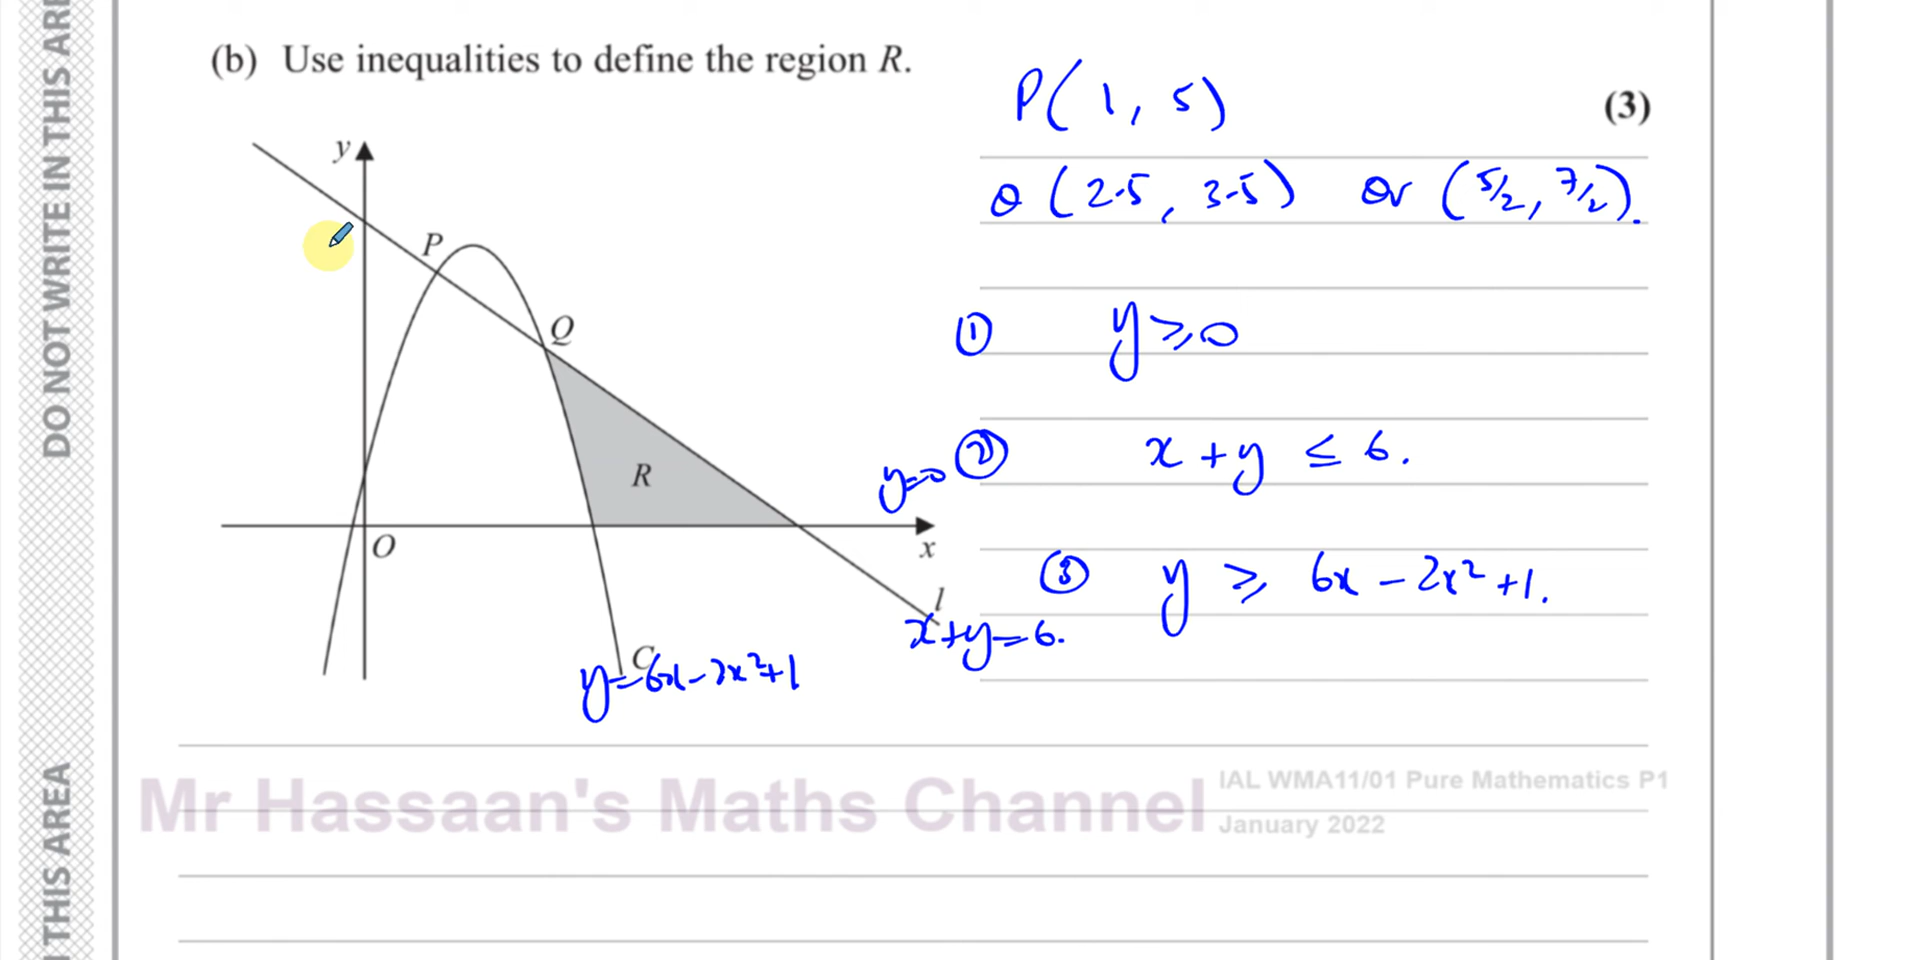 DO NOT WRITE IN THIS AREA
(b) Use inequalities to define the region R.
(3)
P(1, 5)
Q (2.5, 3.5) or (5/2, 7/2).
y
P
Q
R
O
x
l
C
y=0
x+y=6.
y=6x-2x²+1
① y≥0
② x+y ≤ 6.
③ y ≥ 6x - 2x² +1.
Mr Hassaan's Maths Channel
IAL WMA11/01 Pure Mathematics P1
January 2022
THIS AREA